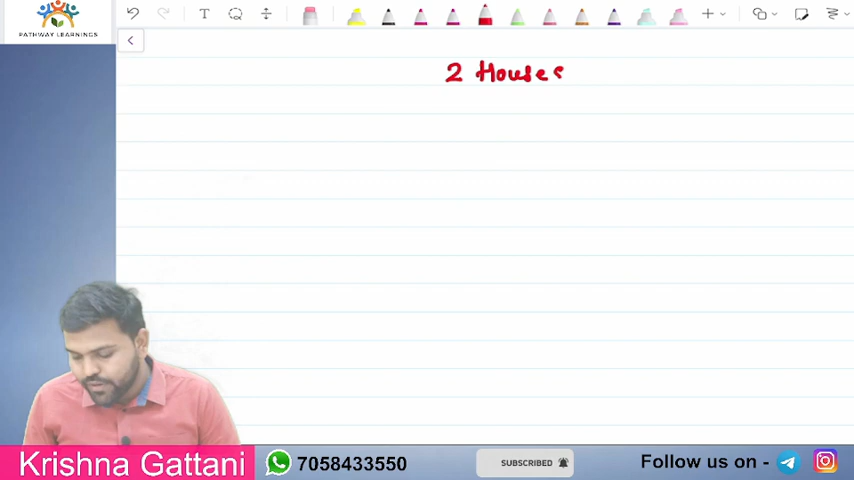 PATHWAY LEARNINGS
2 Houses
Krishna Gattani
7058433550
SUBSCRIBED
Follow us on -